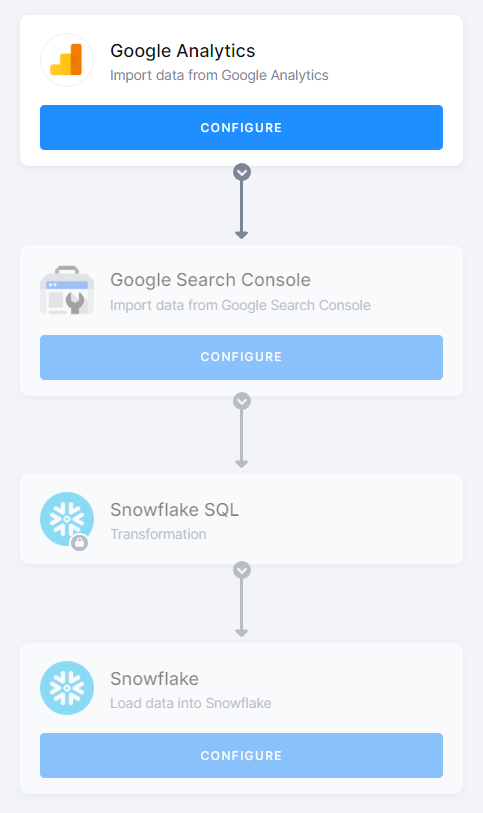 Google Analytics
Import data from Google Analytics
CONFIGURE
Google Search Console
Import data from Google Search Console
CONFIGURE
Snowflake SQL
Transformation
Snowflake
Load data into Snowflake
CONFIGURE